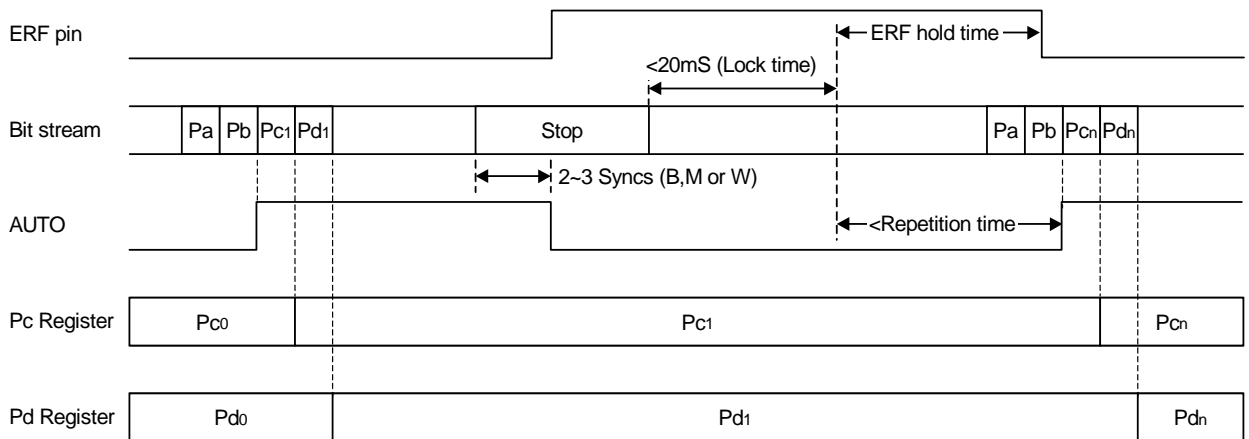 ERF pin
ERF hold time
<20mS (Lock time)
Bit stream
Pa Pb Pc1 Pd1 Stop Pa Pb Pcn Pdn
2~3 Syncs (B,M or W)
AUTO
<Repetition time
Pc Register Pc0 Pc1 Pcn
Pd Register Pd0 Pd1 Pdn